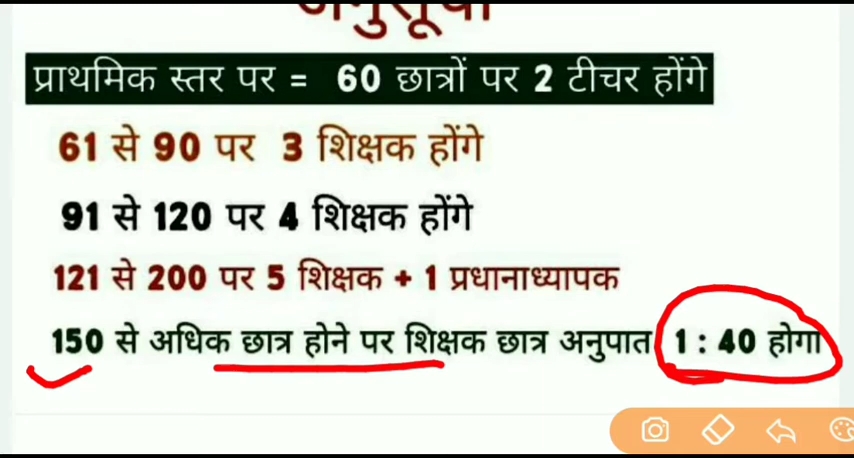 अनुसूची
प्राथमिक स्तर पर = 60 छात्रों पर 2 टीचर होंगे
61 से 90 पर 3 शिक्षक होंगे
91 से 120 पर 4 शिक्षक होंगे
121 से 200 पर 5 शिक्षक + 1 प्रधानाध्यापक
150 से अधिक छात्र होने पर शिक्षक छात्र अनुपात 1 : 40 होगा